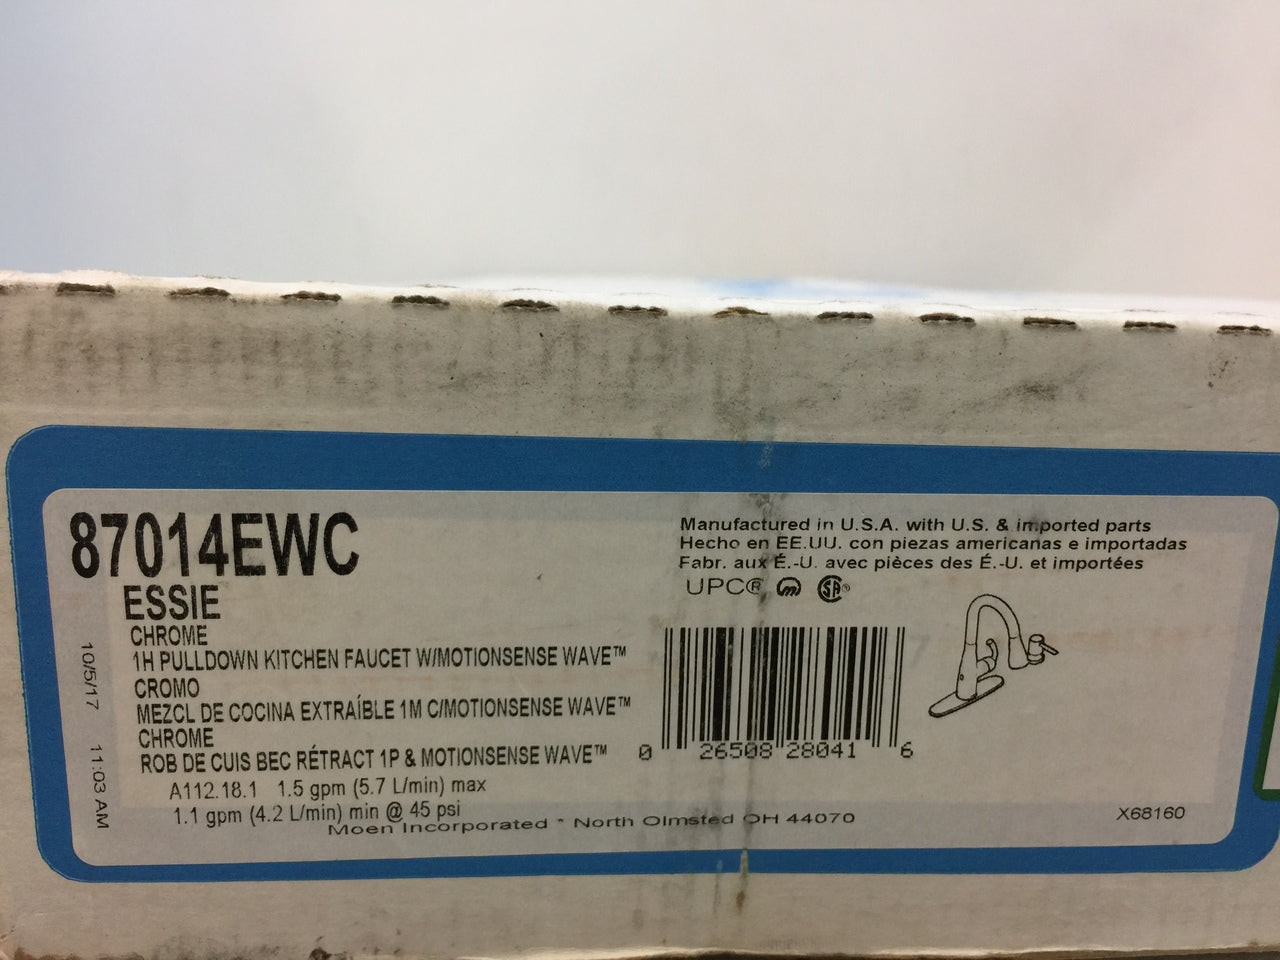 87014EWC
ESSIE
CHROME
1H PULLDOWN KITCHEN FAUCET W/MOTIONSENSE WAVE™
CROMO
MEZCL DE COCINA EXTRAÍBLE 1M C/MOTIONSENSE WAVE™
CHROME
ROB DE CUIS BEC RÉTRACT 1P & MOTIONSENSE WAVE™
A112.18.1 1.5 gpm (5.7 L/min) max
1.1 gpm (4.2 L/min) min @ 45 psi
Moen Incorporated * North Olmsted OH 44070
10/5/17 11:03 AM
Manufactured in U.S.A. with U.S. & imported parts
Hecho en EE.UU. con piezas americanas e importadas
Fabr. aux É.-U. avec pièces des É.-U. et importées
UPC® SA®
0 26508 28041 6
X68160